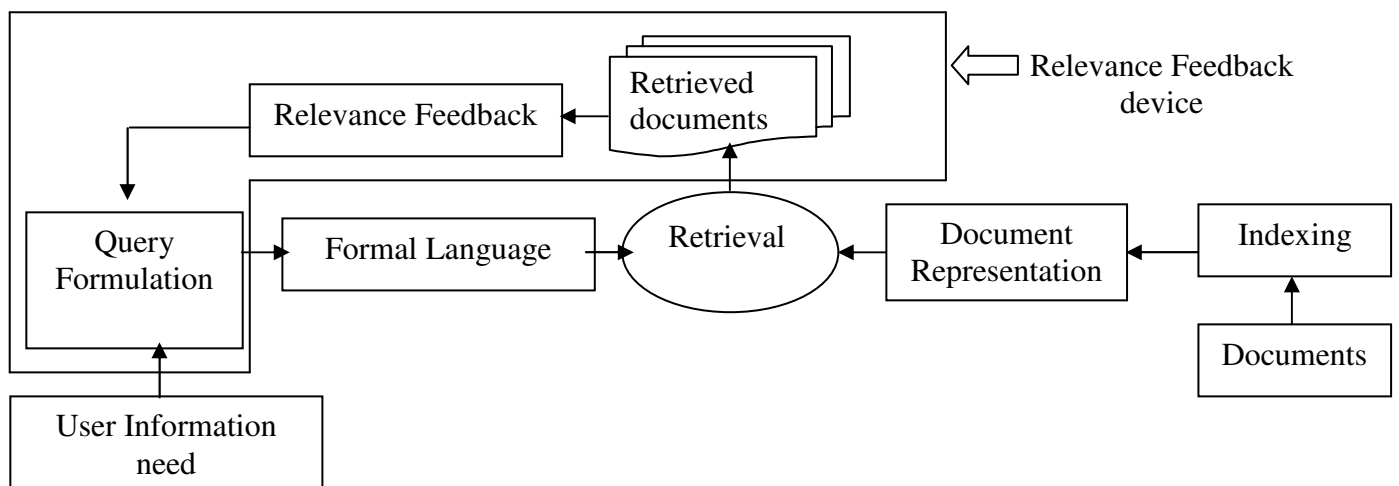 Retrieved
documents
Relevance Feedback
device
Relevance Feedback
Query
Formulation
Formal Language
Retrieval
Document
Representation
Indexing
Documents
User Information
need